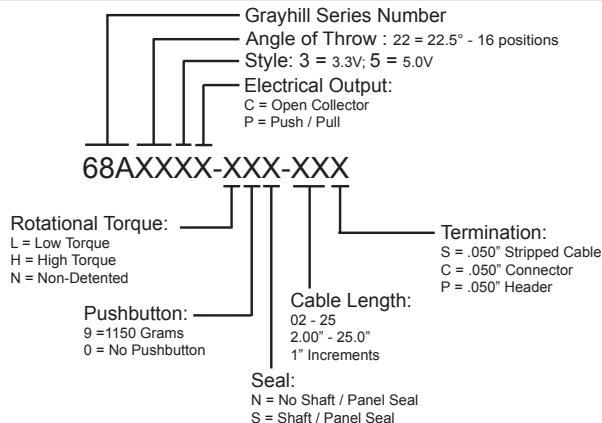 Grayhill Series Number
Angle of Throw : 22 = 22.5° - 16 positions
Style: 3 = 3.3V; 5 = 5.0V
Electrical Output:
C = Open Collector
P = Push / Pull
68AXXXX-XXX-XXX
Rotational Torque:
L = Low Torque
H = High Torque
N = Non-Detented
Termination:
S = .050” Stripped Cable
C = .050” Connector
P = .050” Header
Pushbutton:
9 =1150 Grams
0 = No Pushbutton
Cable Length:
02 - 25
2.00” - 25.0”
1” Increments
Seal:
N = No Shaft / Panel Seal
S = Shaft / Panel Seal